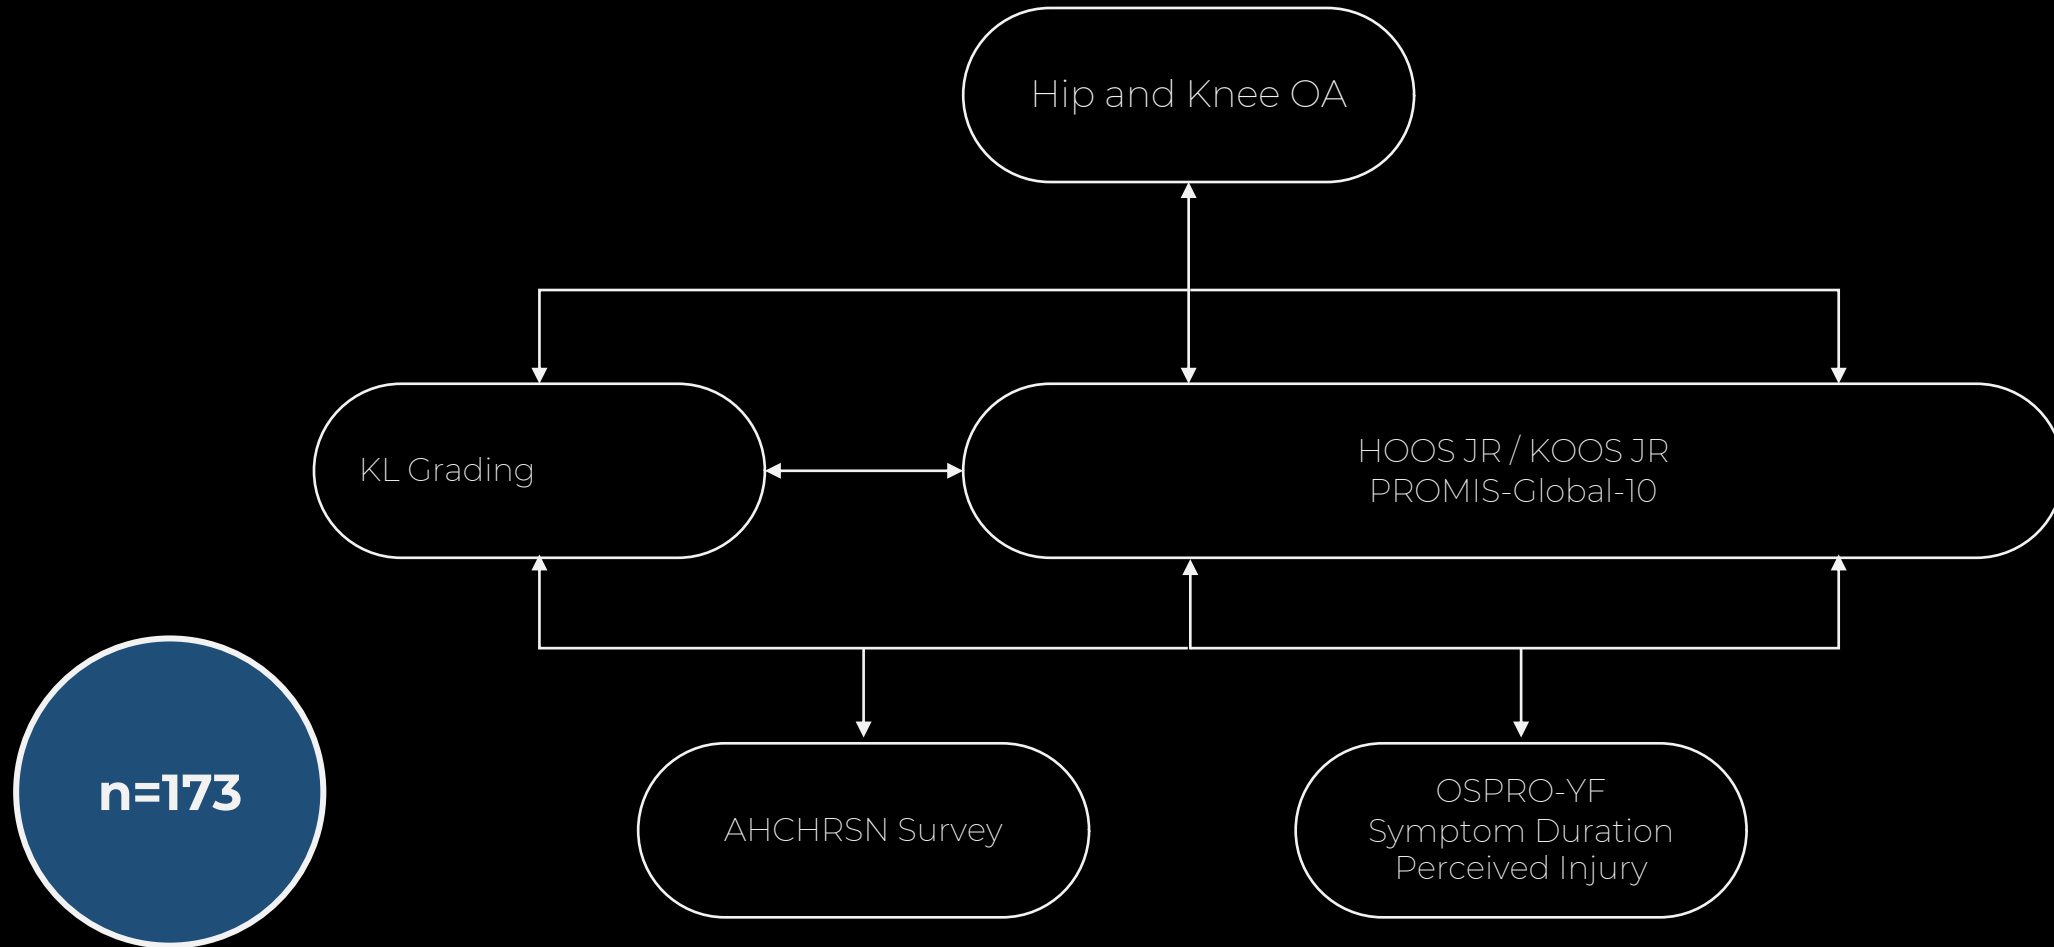 Hip and Knee OA
KL Grading
HOOS JR / KOOS JR
PROMIS-Global-10
n=173
AHCHRSN Survey
OSPRO-YF
Symptom Duration
Perceived Injury